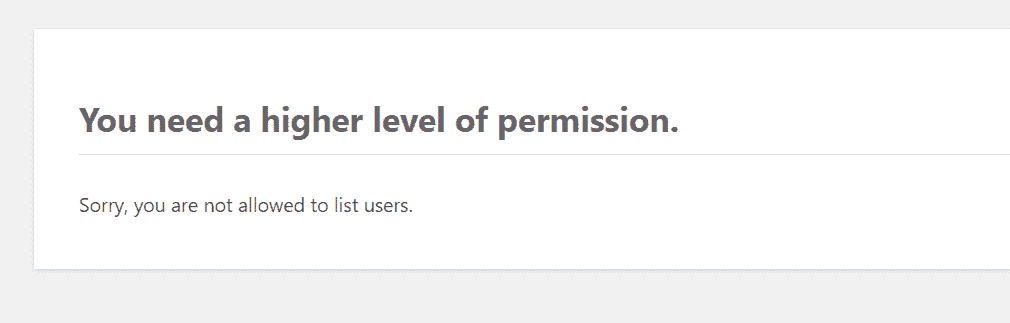 You need a higher level of permission.
Sorry, you are not allowed to list users.